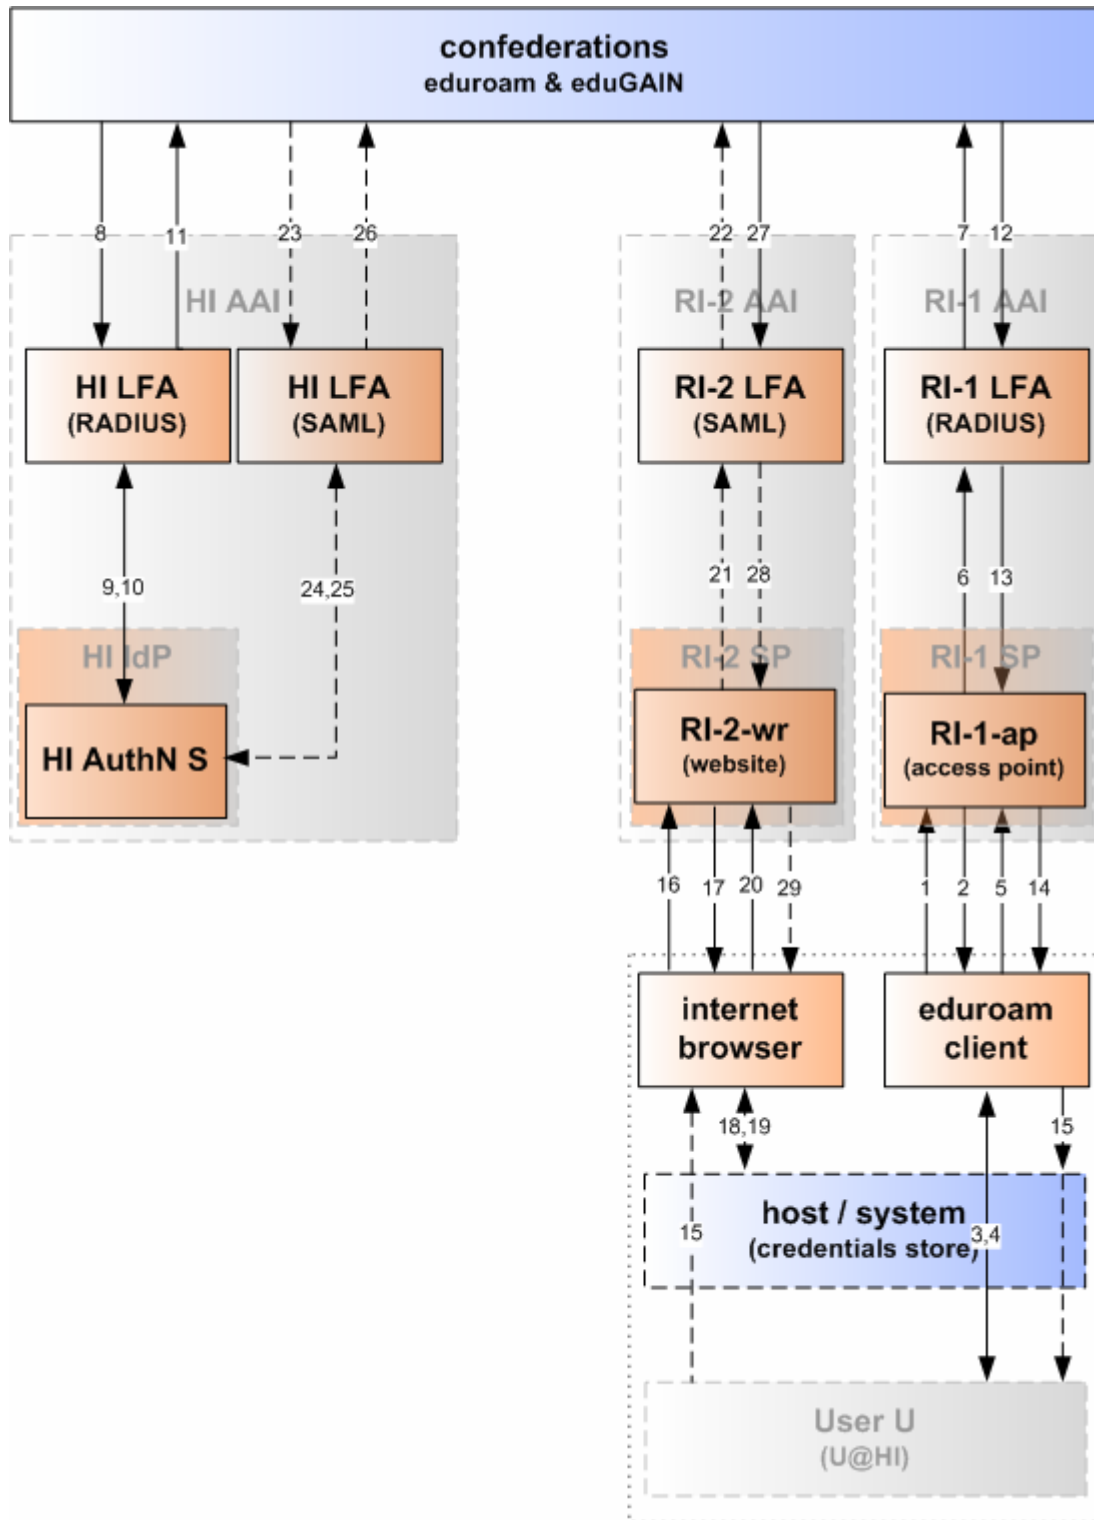 confederations
eduroam & eduGAIN
8
11
23
26
22
27
7
12
HI AAI
RI-2 AAI
RI-1 AAI
HI LFA
(RADIUS)
HI LFA
(SAML)
RI-2 LFA
(SAML)
RI-1 LFA
(RADIUS)
9,10
24,25
21
28
6
13
HI IdP
RI-2 SP
RI-1 SP
HI AuthN S
RI-2-wr
(website)
RI-1-ap
(access point)
16
17
20
29
1
2
5
14
internet
browser
eduroam
client
18,19
15
host / system
(credentials store)
15
3,4
User U
(U@HI)